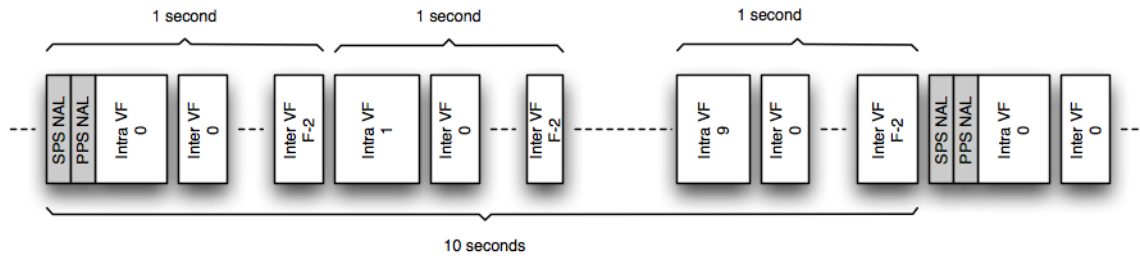 1 second
1 second
1 second
SPS NAL
PPS NAL
Intra VF
0
Inter VF
0
Inter VF
F-2
Intra VF
1
Inter VF
0
Inter VF
F-2
Intra VF
9
Inter VF
0
Inter VF
F-2
SPS NAL
PPS NAL
Intra VF
0
Inter VF
0
10 seconds